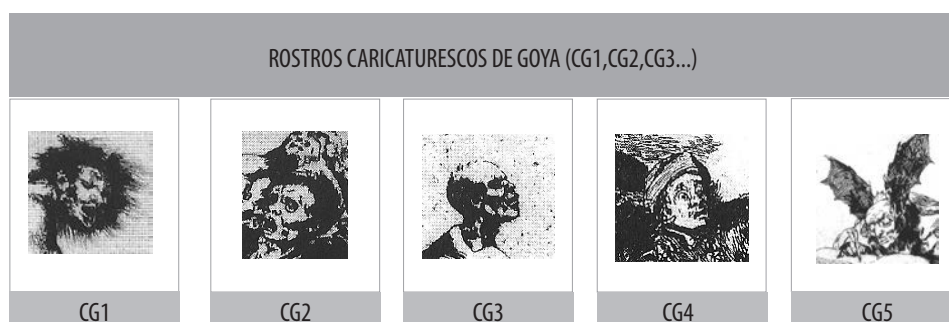 ROSTROS CARICATURESCOS DE GOYA (CG1,CG2,CG3...)
CG1 CG2 CG3 CG4 CG5